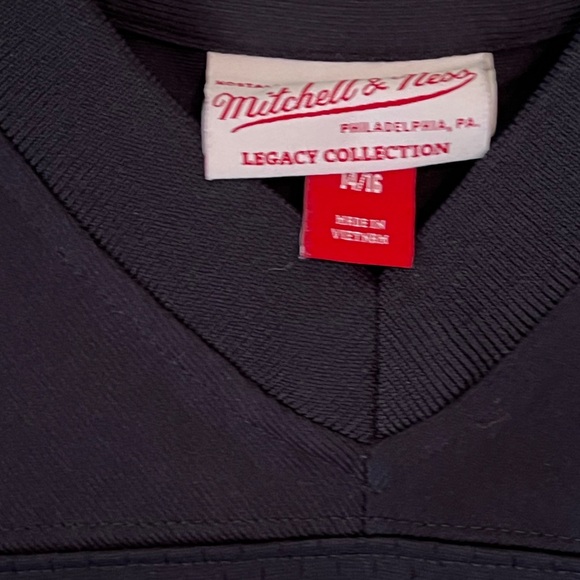 Mitchell & Ness
PHILADELPHIA, PA.
LEGACY COLLECTION
14/16
MADE IN
VIETNAM